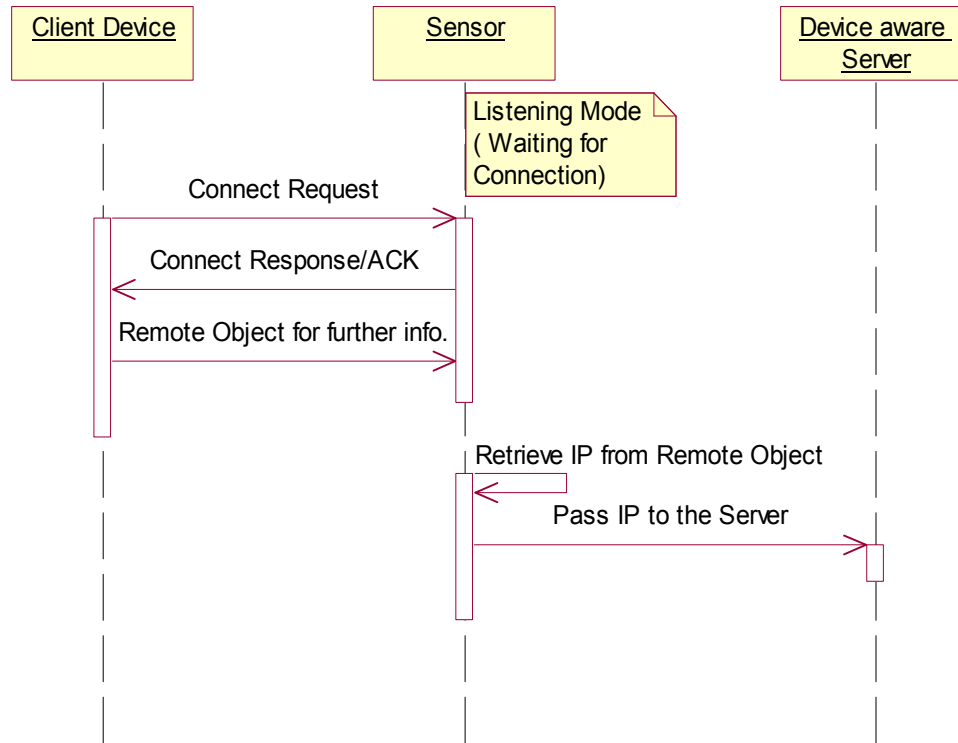 Client Device
Sensor
Device aware
Server
Listening Mode
( Waiting for
Connection)
Connect Request
Connect Response/ACK
Remote Object for further info.
Retrieve IP from Remote Object
Pass IP to the Server